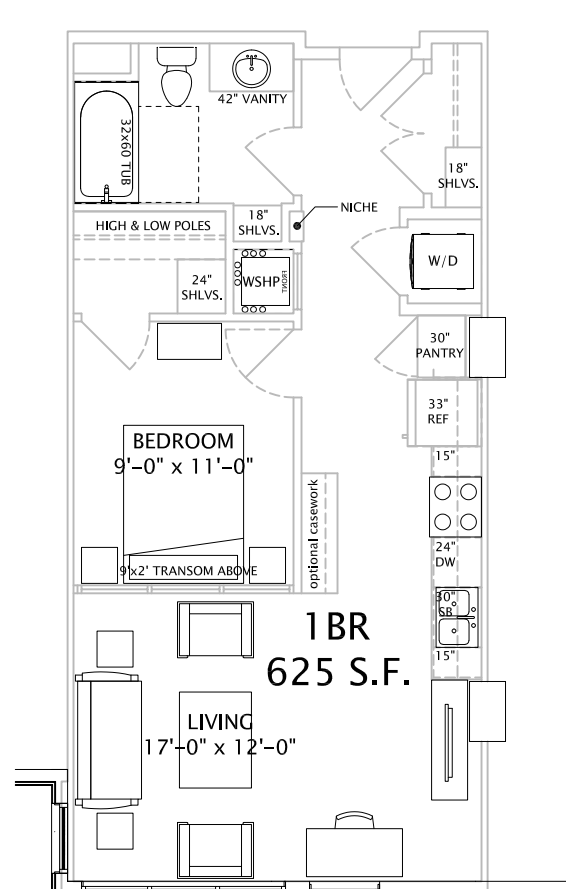 42" VANITY
32x60 TUB
18"
SHLVS.
NICHE
18"
SHLVS.
HIGH & LOW POLES
W/D
24"
SHLVS.
WSHP
FRONT
30"
PANTRY
33"
REF
BEDROOM
9'-0" x 11'-0"
15"
optional casework
24"
DW
9'x2' TRANSOM ABOVE
30"
SB
1BR
625 S.F.
15"
LIVING
17'-0" x 12'-0"